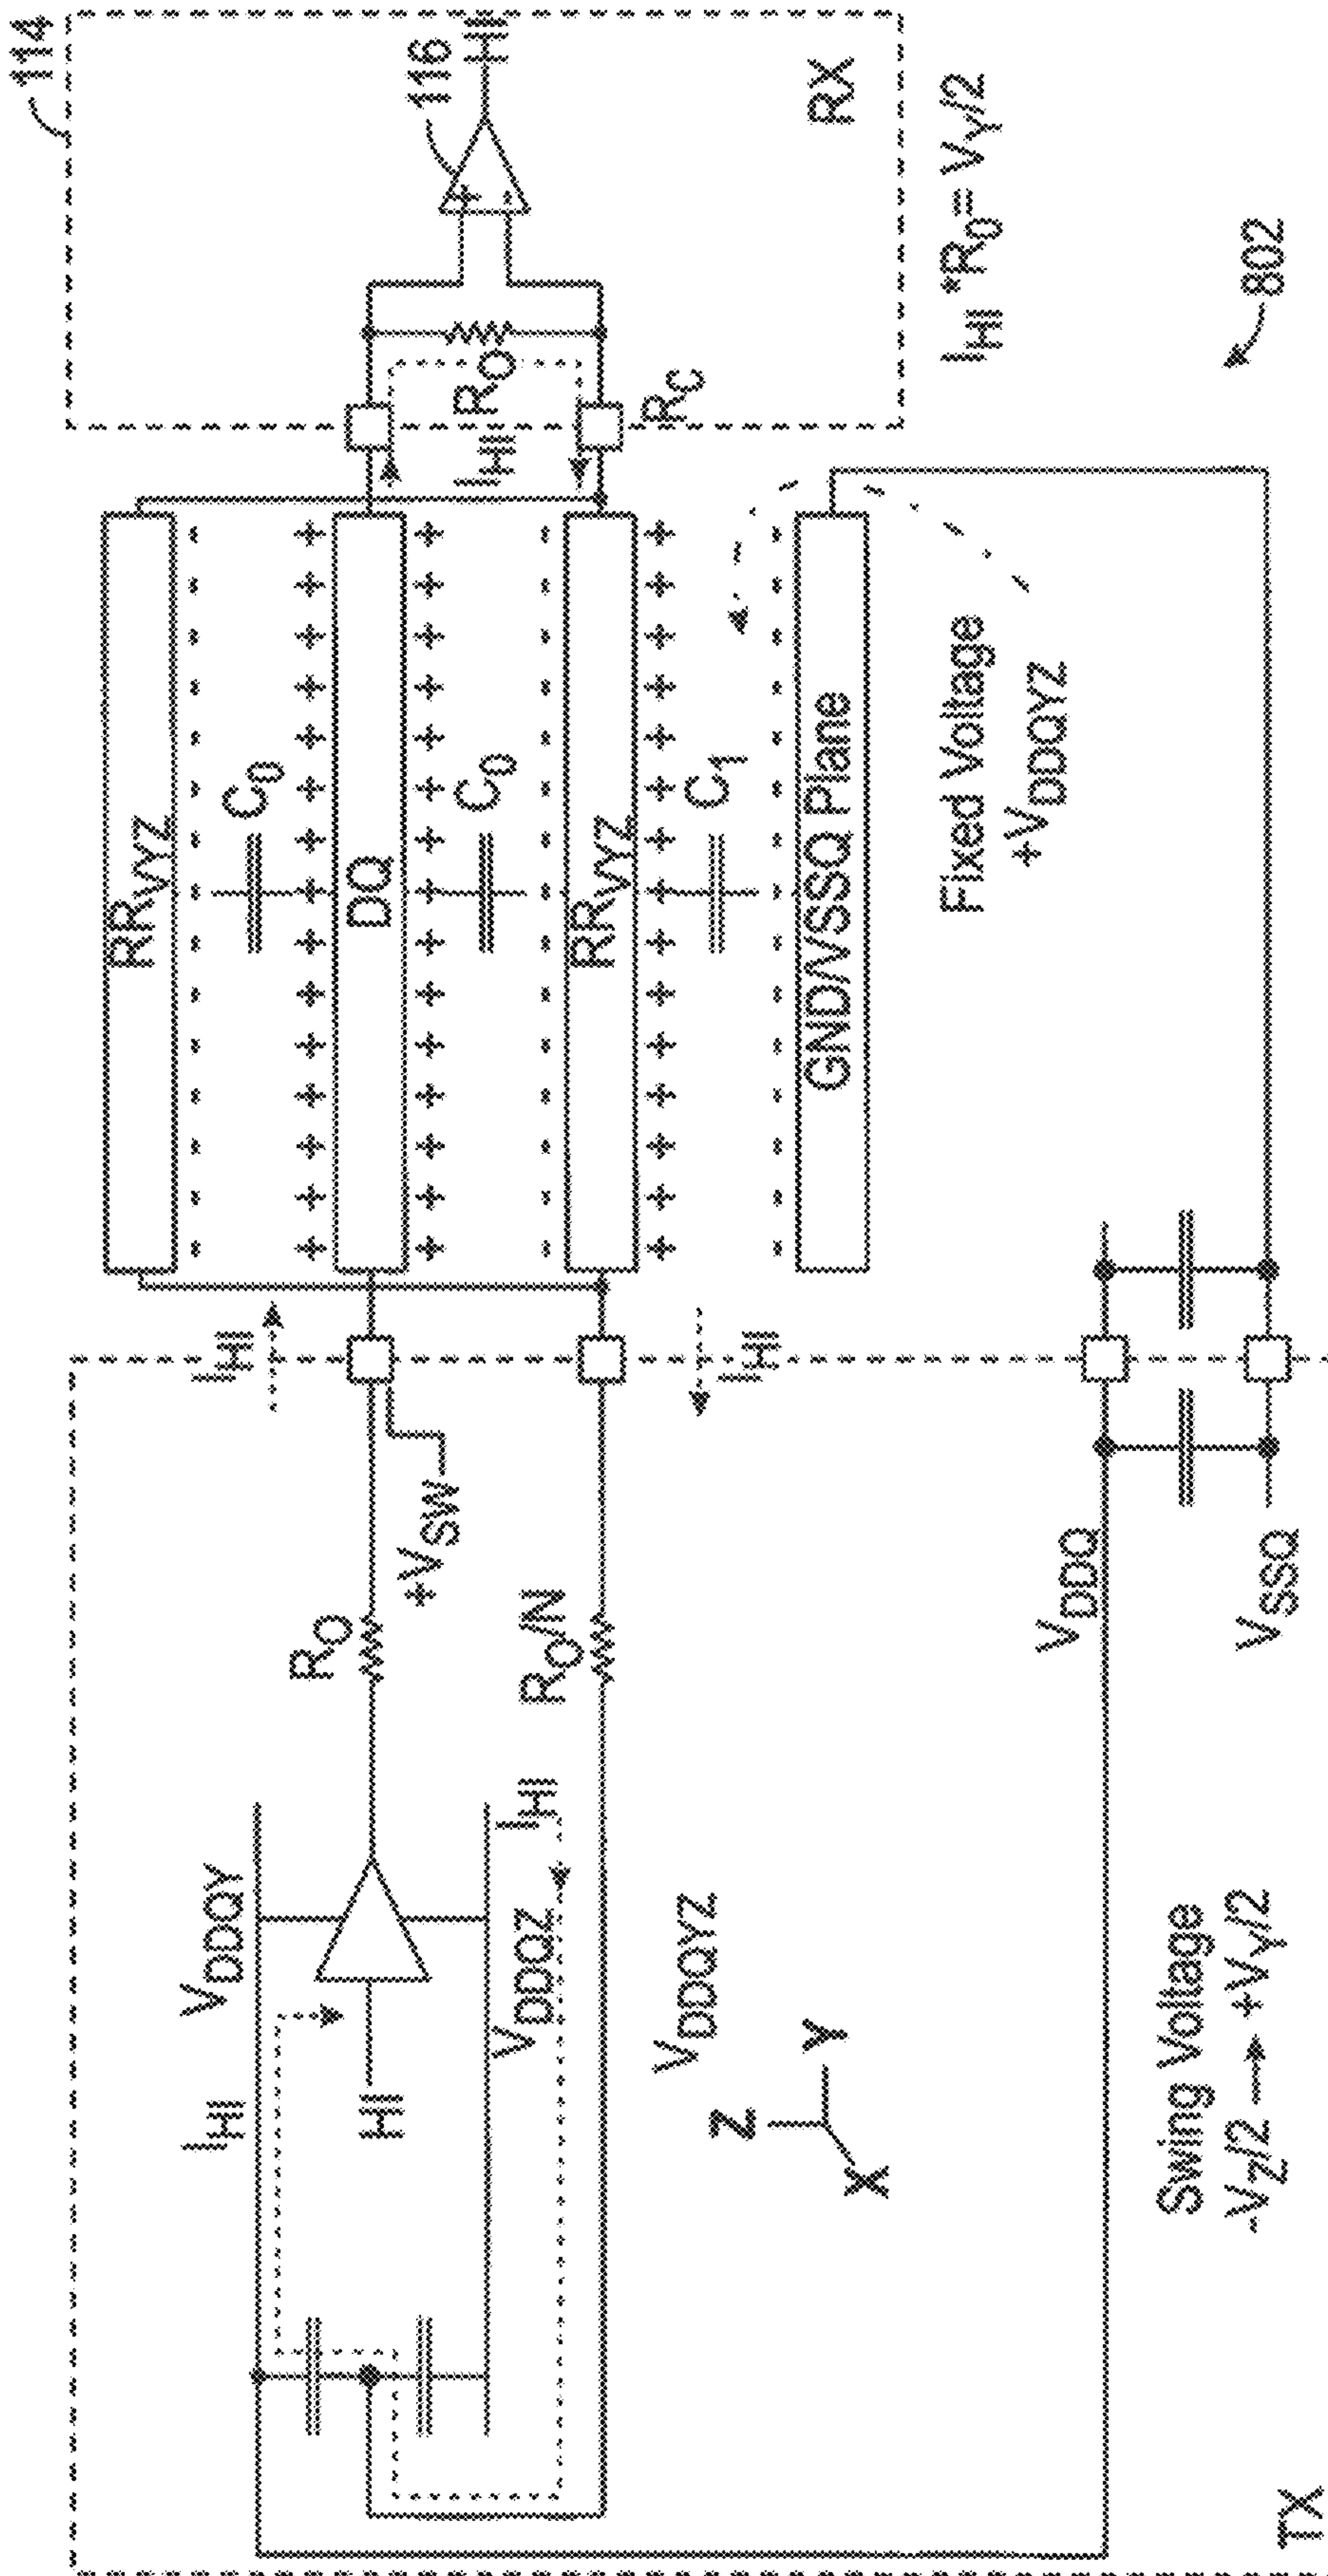 114
116
HI
RX
I_HI *R_0 = V_Y/2
802
R_O
I_HI
R_C
RR_VYZ
C_0
DQ
C_0
RR_VYZ
C_1
GND/VSSQ Plane
Fixed Voltage
+V_DDQYZ
I_HI
I_HI
+V_SW
R_O
R_O/N
V_DDQ
V_SSQ
V_DDQY
I_HI
HI
I_HI
V_DDQZ
V_DDQYZ
Z
Y
X
Swing Voltage
-V_Z/2 → +V_Y/2
TX